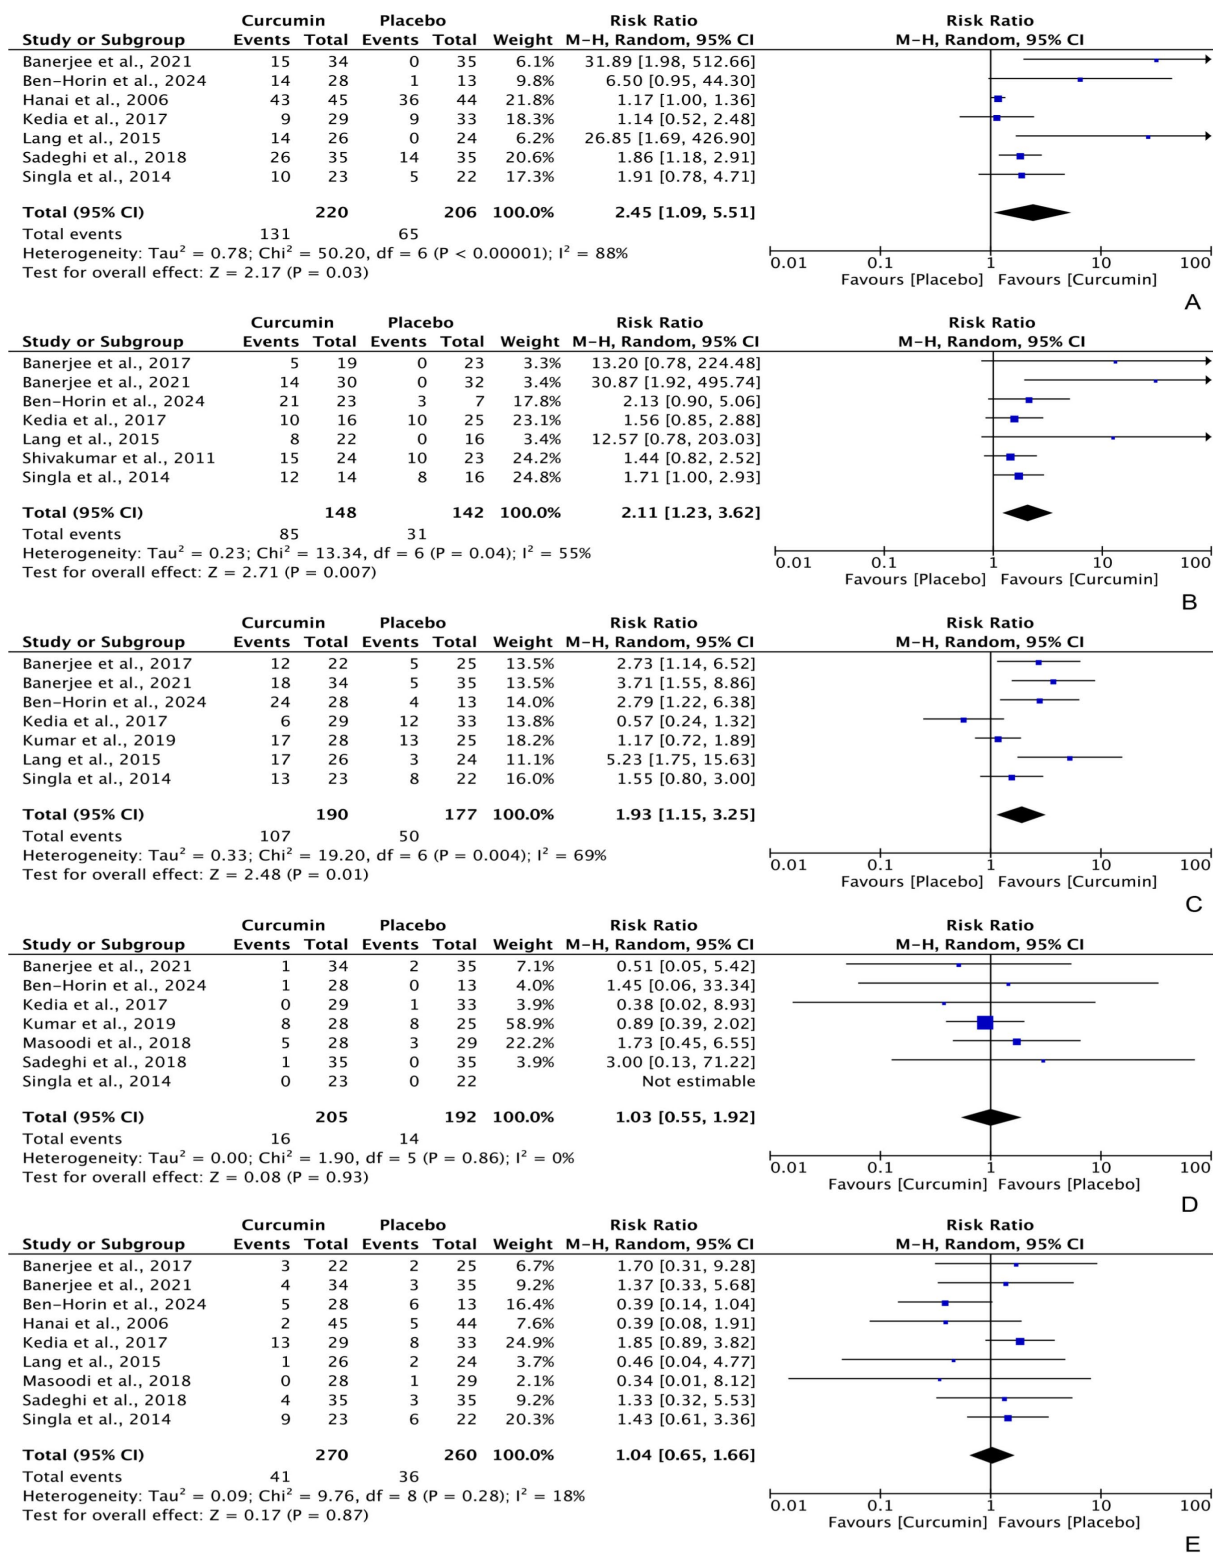 Curcumin Placebo Risk Ratio Risk Ratio
Study or Subgroup Events Total Events Total Weight M-H, Random, 95% CI M-H, Random, 95% CI
Banerjee et al., 2021 15 34 0 35 6.1% 31.89 [1.98, 512.66]
Ben-Horin et al., 2024 14 28 1 13 9.8% 6.50 [0.95, 44.30]
Hanai et al., 2006 43 45 36 44 21.8% 1.17 [1.00, 1.36]
Kedia et al., 2017 9 29 9 33 18.3% 1.14 [0.52, 2.48]
Lang et al., 2015 14 26 0 24 6.2% 26.85 [1.69, 426.90]
Sadeghi et al., 2018 26 35 14 35 20.6% 1.86 [1.18, 2.91]
Singla et al., 2014 10 23 5 22 17.3% 1.91 [0.78, 4.71]
Total (95% CI) 220 206 100.0% 2.45 [1.09, 5.51]
Total events 131 65
Heterogeneity: Tau² = 0.78; Chi² = 50.20, df = 6 (P < 0.00001); I² = 88%
Test for overall effect: Z = 2.17 (P = 0.03)
0.01 0.1 1 10 100
Favours [Placebo] Favours [Curcumin]
A
Curcumin Placebo Risk Ratio Risk Ratio
Study or Subgroup Events Total Events Total Weight M-H, Random, 95% CI M-H, Random, 95% CI
Banerjee et al., 2017 5 19 0 23 3.3% 13.20 [0.78, 224.48]
Banerjee et al., 2021 14 30 0 32 3.4% 30.87 [1.92, 495.74]
Ben-Horin et al., 2024 21 23 3 7 17.8% 2.13 [0.90, 5.06]
Kedia et al., 2017 10 16 10 25 23.1% 1.56 [0.85, 2.88]
Lang et al., 2015 8 22 0 16 3.4% 12.57 [0.78, 203.03]
Shivakumar et al., 2011 15 24 10 23 24.2% 1.44 [0.82, 2.52]
Singla et al., 2014 12 14 8 16 24.8% 1.71 [1.00, 2.93]
Total (95% CI) 148 142 100.0% 2.11 [1.23, 3.62]
Total events 85 31
Heterogeneity: Tau² = 0.23; Chi² = 13.34, df = 6 (P = 0.04); I² = 55%
Test for overall effect: Z = 2.71 (P = 0.007)
0.01 0.1 1 10 100
Favours [Placebo] Favours [Curcumin]
B
Curcumin Placebo Risk Ratio Risk Ratio
Study or Subgroup Events Total Events Total Weight M-H, Random, 95% CI M-H, Random, 95% CI
Banerjee et al., 2017 12 22 5 25 13.5% 2.73 [1.14, 6.52]
Banerjee et al., 2021 18 34 5 35 13.5% 3.71 [1.55, 8.86]
Ben-Horin et al., 2024 24 28 4 13 14.0% 2.79 [1.22, 6.38]
Kedia et al., 2017 6 29 12 33 13.8% 0.57 [0.24, 1.32]
Kumar et al., 2019 17 28 13 25 18.2% 1.17 [0.72, 1.89]
Lang et al., 2015 17 26 3 24 11.1% 5.23 [1.75, 15.63]
Singla et al., 2014 13 23 8 22 16.0% 1.55 [0.80, 3.00]
Total (95% CI) 190 177 100.0% 1.93 [1.15, 3.25]
Total events 107 50
Heterogeneity: Tau² = 0.33; Chi² = 19.20, df = 6 (P = 0.004); I² = 69%
Test for overall effect: Z = 2.48 (P = 0.01)
0.01 0.1 1 10 100
Favours [Placebo] Favours [Curcumin]
C
Curcumin Placebo Risk Ratio Risk Ratio
Study or Subgroup Events Total Events Total Weight M-H, Random, 95% CI M-H, Random, 95% CI
Banerjee et al., 2021 1 34 2 35 7.1% 0.51 [0.05, 5.42]
Ben-Horin et al., 2024 1 28 0 13 4.0% 1.45 [0.06, 33.34]
Kedia et al., 2017 0 29 1 33 3.9% 0.38 [0.02, 8.93]
Kumar et al., 2019 8 28 8 25 58.9% 0.89 [0.39, 2.02]
Masoodi et al., 2018 5 28 3 29 22.2% 1.73 [0.45, 6.55]
Sadeghi et al., 2018 1 35 0 35 3.9% 3.00 [0.13, 71.22]
Singla et al., 2014 0 23 0 22 Not estimable
Total (95% CI) 205 192 100.0% 1.03 [0.55, 1.92]
Total events 16 14
Heterogeneity: Tau² = 0.00; Chi² = 1.90, df = 5 (P = 0.86); I² = 0%
Test for overall effect: Z = 0.08 (P = 0.93)
0.01 0.1 1 10 100
Favours [Curcumin] Favours [Placebo]
D
Curcumin Placebo Risk Ratio Risk Ratio
Study or Subgroup Events Total Events Total Weight M-H, Random, 95% CI M-H, Random, 95% CI
Banerjee et al., 2017 3 22 2 25 6.7% 1.70 [0.31, 9.28]
Banerjee et al., 2021 4 34 3 35 9.2% 1.37 [0.33, 5.68]
Ben-Horin et al., 2024 5 28 6 13 16.4% 0.39 [0.14, 1.04]
Hanai et al., 2006 2 45 5 44 7.6% 0.39 [0.08, 1.91]
Kedia et al., 2017 13 29 8 33 24.9% 1.85 [0.89, 3.82]
Lang et al., 2015 1 26 2 24 3.7% 0.46 [0.04, 4.77]
Masoodi et al., 2018 0 28 1 29 2.1% 0.34 [0.01, 8.12]
Sadeghi et al., 2018 4 35 3 35 9.2% 1.33 [0.32, 5.53]
Singla et al., 2014 9 23 6 22 20.3% 1.43 [0.61, 3.36]
Total (95% CI) 270 260 100.0% 1.04 [0.65, 1.66]
Total events 41 36
Heterogeneity: Tau² = 0.09; Chi² = 9.76, df = 8 (P = 0.28); I² = 18%
Test for overall effect: Z = 0.17 (P = 0.87)
0.01 0.1 1 10 100
Favours [Curcumin] Favours [Placebo]
E